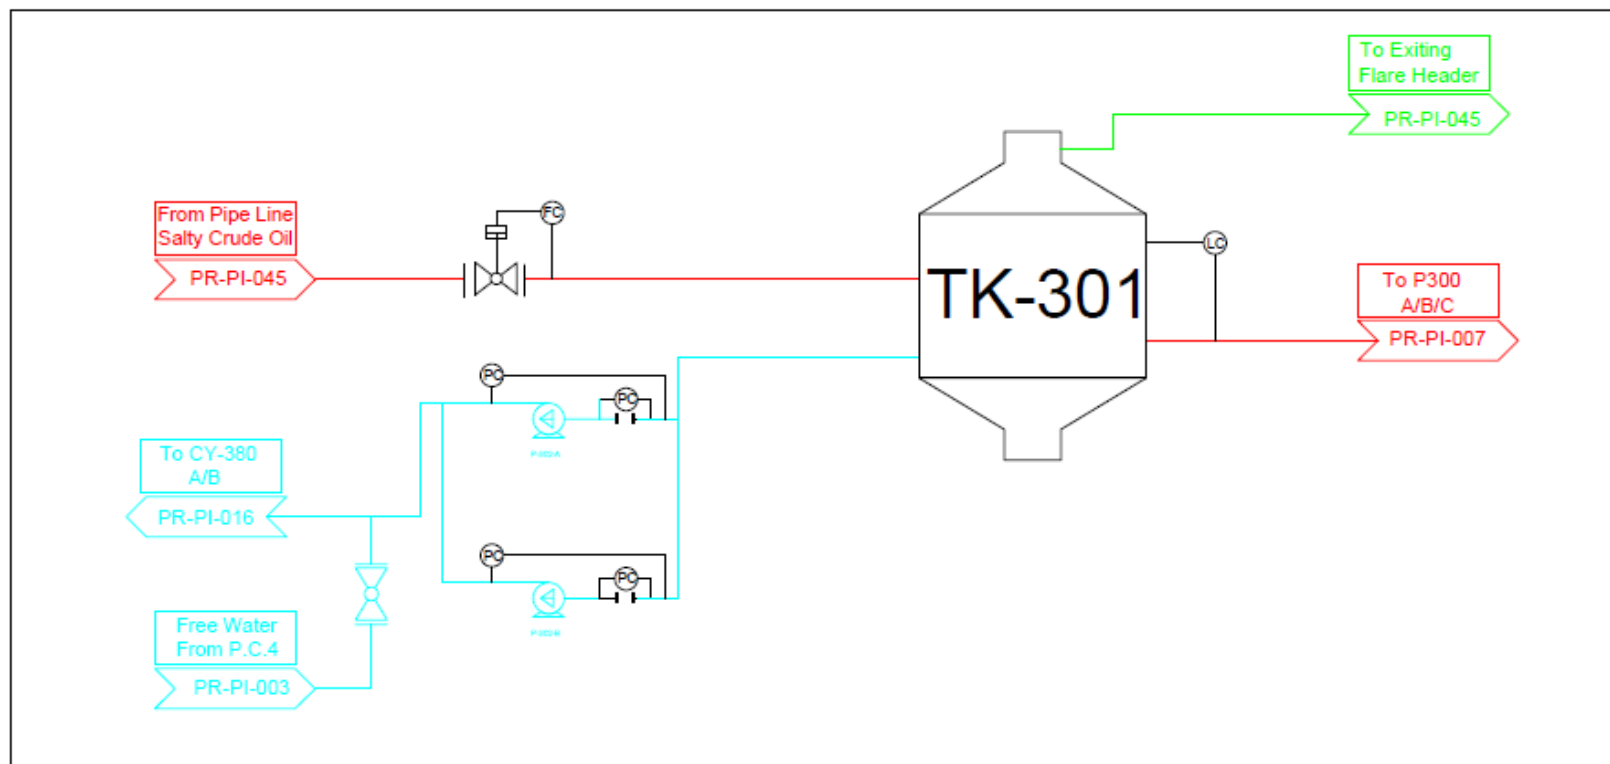 To Exiting
Flare Header
PR-PI-045
From Pipe Line
Salty Crude Oil
PR-PI-045
FC
LC
TK-301
To P300
A/B/C
PR-PI-007
PC
PC
To CY-380
A/B
PR-PI-016
PC
PC
Free Water
From P.C.4
PR-PI-003